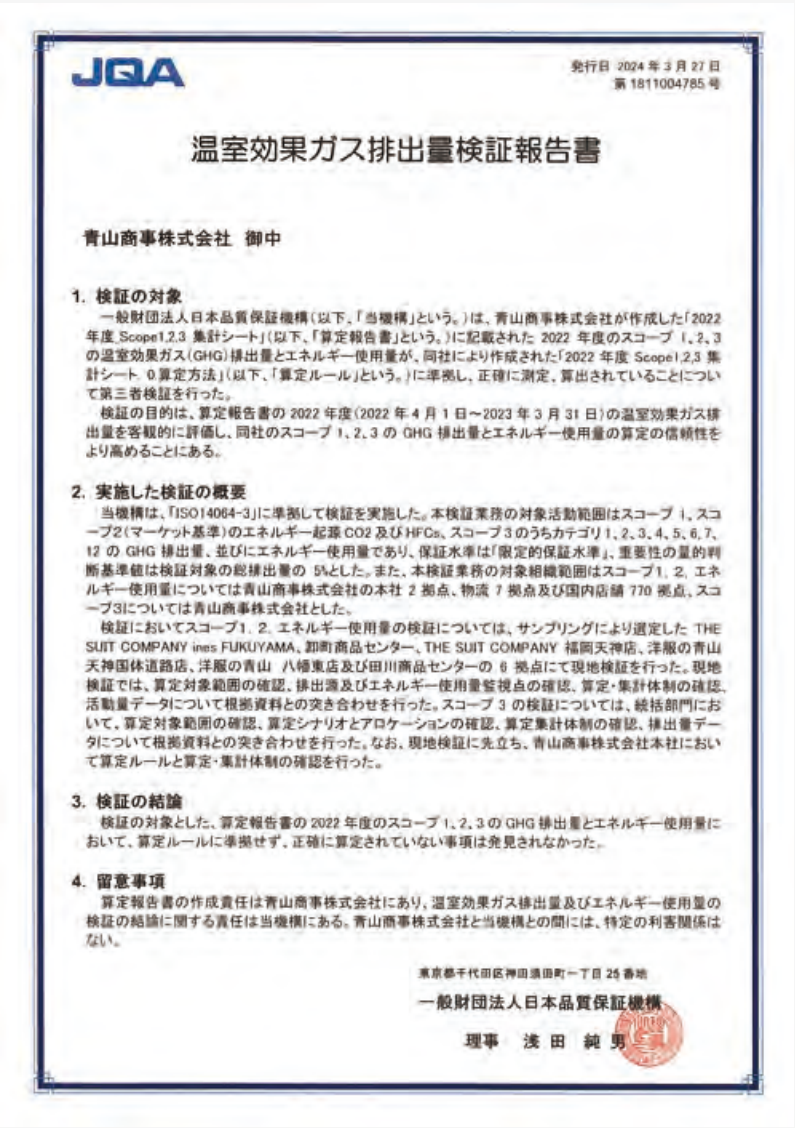 JQA
発行日 2024 年 3 月 27 日
第 1811004785 号
温室効果ガス排出量検証報告書
青山商事株式会社 御中
1. 検証の対象
一般財団法人日本品質保証機構(以下、「当機構」という。)は、青山商事株式会社が作成した「2022
年度 Scope1,2,3 集計シート」(以下、「算定報告書」という。)に記載された 2022 年度のスコープ 1、2、3
の温室効果ガス(GHG)排出量とエネルギー使用量が、同社により作成された「2022 年度 Scope1,2,3 集
計シート 0.算定方法」(以下、「算定ルール」という。)に準拠し、正確に測定、算出されていることについ
て第三者検証を行った。
検証の目的は、算定報告書の 2022 年度(2022 年 4 月 1 日~2023 年 3 月 31 日)の温室効果ガス排
出量を客観的に評価し、同社のスコープ 1、2、3 の GHG 排出量とエネルギー使用量の算定の信頼性を
より高めることにある。
2. 実施した検証の概要
当機構は、「ISO14064-3」に準拠して検証を実施した。本検証業務の対象活動範囲はスコープ 1、スコ
ープ2(マーケット基準)のエネルギー起源 CO2 及び HFCs、スコープ 3 のうちカテゴリ 1、2、3、4、5、6、7、
12 の GHG 排出量、並びにエネルギー使用量であり、保証水準は「限定的保証水準」、重要性の量的判
断基準値は検証対象の総排出量の 5%とした。また、本検証業務の対象組織範囲はスコープ1、2、エネ
ルギー使用量については青山商事株式会社の本社 2 拠点、物流 7 拠点及び国内店舗 770 拠点、スコ
ープ3については青山商事株式会社とした。
検証においてスコープ1、2、エネルギー使用量の検証については、サンプリングにより選定した THE
SUIT COMPANY ines FUKUYAMA、卸町商品センター、THE SUIT COMPANY 福岡天神店、洋服の青山
天神国体道路店、洋服の青山 八幡東店及び田川商品センターの 6 拠点にて現地検証を行った。現地
検証では、算定対象範囲の確認、排出源及びエネルギー使用量監視点の確認、算定・集計体制の確認、
活動量データについて根拠資料との突き合わせを行った。スコープ 3 の検証については、統括部門にお
いて、算定対象範囲の確認、算定シナリオとアロケーションの確認、算定集計体制の確認、排出量デー
タについて根拠資料との突き合わせを行った。なお、現地検証に先立ち、青山商事株式会社本社におい
て算定ルールと算定・集計体制の確認を行った。
3. 検証の結論
検証の対象とした、算定報告書の 2022 年度のスコープ 1、2、3 の GHG 排出量とエネルギー使用量に
おいて、算定ルールに準拠せず、正確に算定されていない事項は発見されなかった。
4. 留意事項
算定報告書の作成責任は青山商事株式会社にあり、温室効果ガス排出量及びエネルギー使用量の
検証の結論に関する責任は当機構にある。青山商事株式会社と当機構との間には、特定の利害関係は
ない。
東京都千代田区神田須田町一丁目 25 番地
一般財団法人日本品質保証機構
理事 浅田 純男